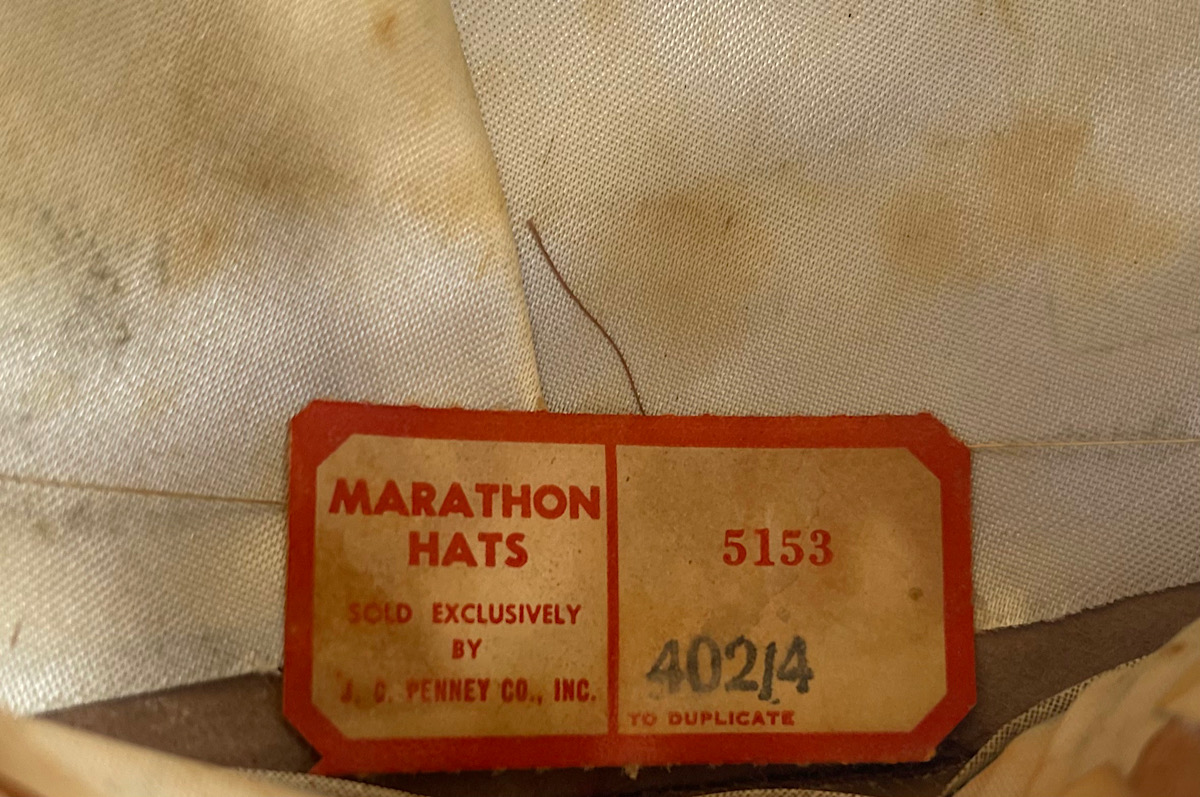 MARATHON
HATS
SOLD EXCLUSIVELY
BY
J. C. PENNEY CO., INC.
5153
402/4
TO DUPLICATE